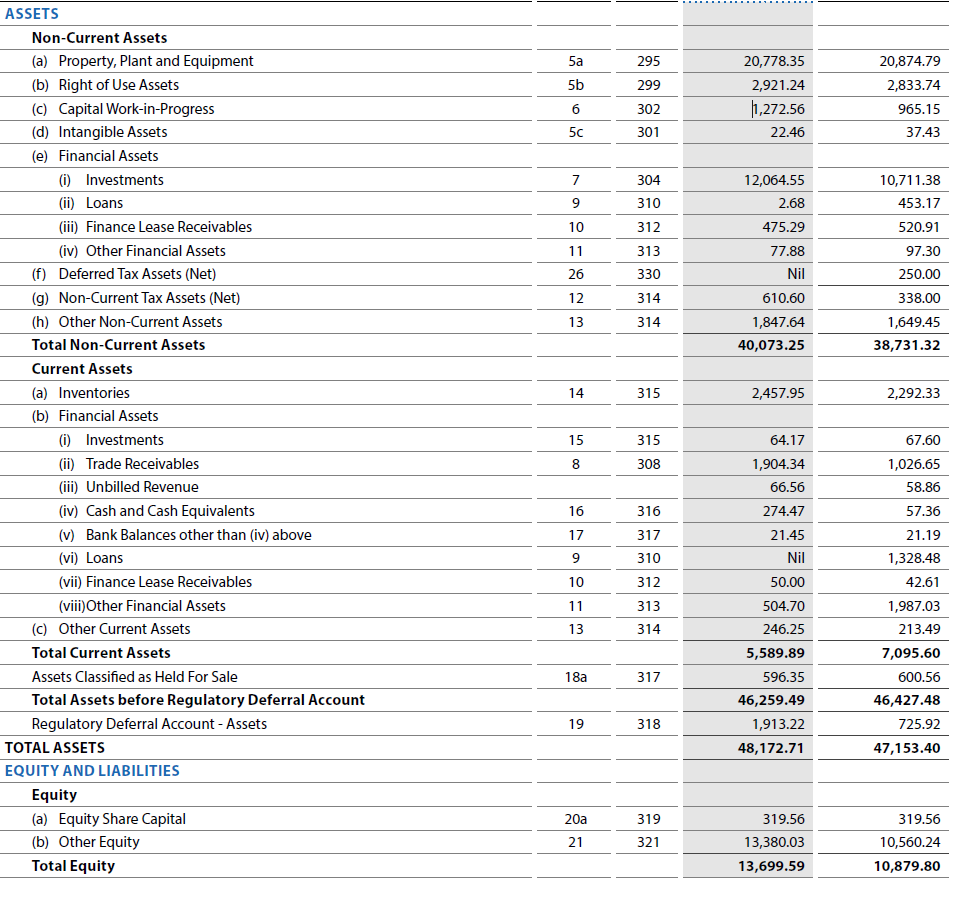 ASSETS
Non-Current Assets
(a) Property, Plant and Equipment 5a 295 20,778.35 20,874.79
(b) Right of Use Assets 5b 299 2,921.24 2,833.74
(c) Capital Work-in-Progress 6 302 1,272.56 965.15
(d) Intangible Assets 5c 301 22.46 37.43
(e) Financial Assets
(i) Investments 7 304 12,064.55 10,711.38
(ii) Loans 9 310 2.68 453.17
(iii) Finance Lease Receivables 10 312 475.29 520.91
(iv) Other Financial Assets 11 313 77.88 97.30
(f) Deferred Tax Assets (Net) 26 330 Nil 250.00
(g) Non-Current Tax Assets (Net) 12 314 610.60 338.00
(h) Other Non-Current Assets 13 314 1,847.64 1,649.45
Total Non-Current Assets 40,073.25 38,731.32
Current Assets
(a) Inventories 14 315 2,457.95 2,292.33
(b) Financial Assets
(i) Investments 15 315 64.17 67.60
(ii) Trade Receivables 8 308 1,904.34 1,026.65
(iii) Unbilled Revenue 66.56 58.86
(iv) Cash and Cash Equivalents 16 316 274.47 57.36
(v) Bank Balances other than (iv) above 17 317 21.45 21.19
(vi) Loans 9 310 Nil 1,328.48
(vii) Finance Lease Receivables 10 312 50.00 42.61
(viii)Other Financial Assets 11 313 504.70 1,987.03
(c) Other Current Assets 13 314 246.25 213.49
Total Current Assets 5,589.89 7,095.60
Assets Classified as Held For Sale 18a 317 596.35 600.56
Total Assets before Regulatory Deferral Account 46,259.49 46,427.48
Regulatory Deferral Account - Assets 19 318 1,913.22 725.92
TOTAL ASSETS 48,172.71 47,153.40
EQUITY AND LIABILITIES
Equity
(a) Equity Share Capital 20a 319 319.56 319.56
(b) Other Equity 21 321 13,380.03 10,560.24
Total Equity 13,699.59 10,879.80